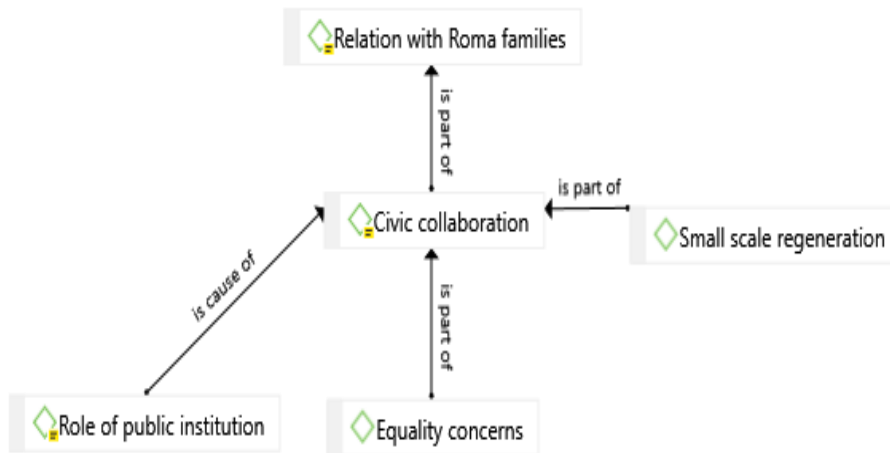 Relation with Roma families
is part of
is part of
Civic collaboration
Small scale regeneration
is cause of
is part of
Role of public institution
Equality concerns